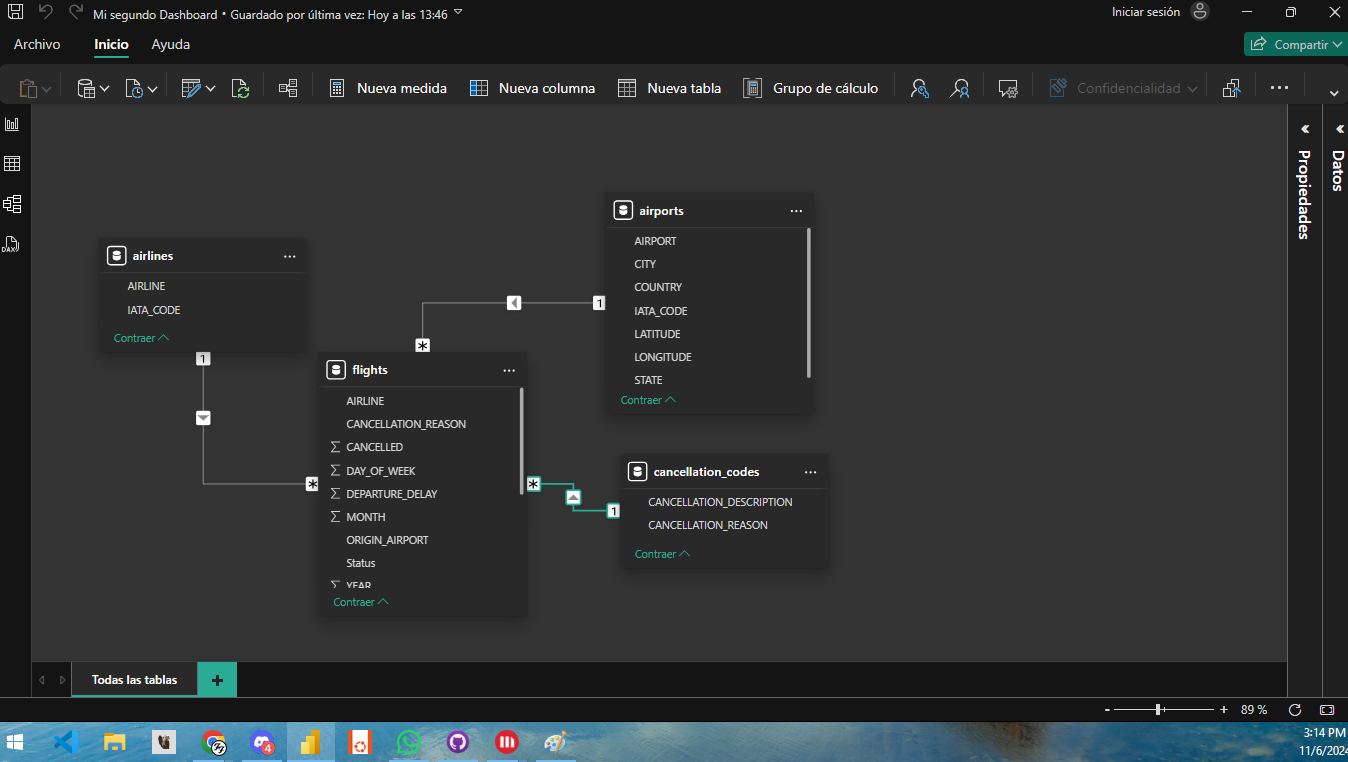 Mi segundo Dashboard • Guardado por última vez: Hoy a las 13:46
Iniciar sesión
Archivo
Inicio
Ayuda
Compartir
Nueva medida
Nueva columna
Nueva tabla
Grupo de cálculo
Confidencialidad
DAX
Propiedades
Datos
airlines
AIRLINE
IATA_CODE
Contraer
1
*
flights
AIRLINE
CANCELLATION_REASON
CANCELLED
DAY_OF_WEEK
DEPARTURE_DELAY
MONTH
ORIGIN_AIRPORT
Status
YEAR
Contraer
*
1
airports
AIRPORT
CITY
COUNTRY
IATA_CODE
LATITUDE
LONGITUDE
STATE
Contraer
*
1
cancellation_codes
CANCELLATION_DESCRIPTION
CANCELLATION_REASON
Contraer
Todas las tablas
+
- + 89 %
4
3:14 PM
11/6/2024